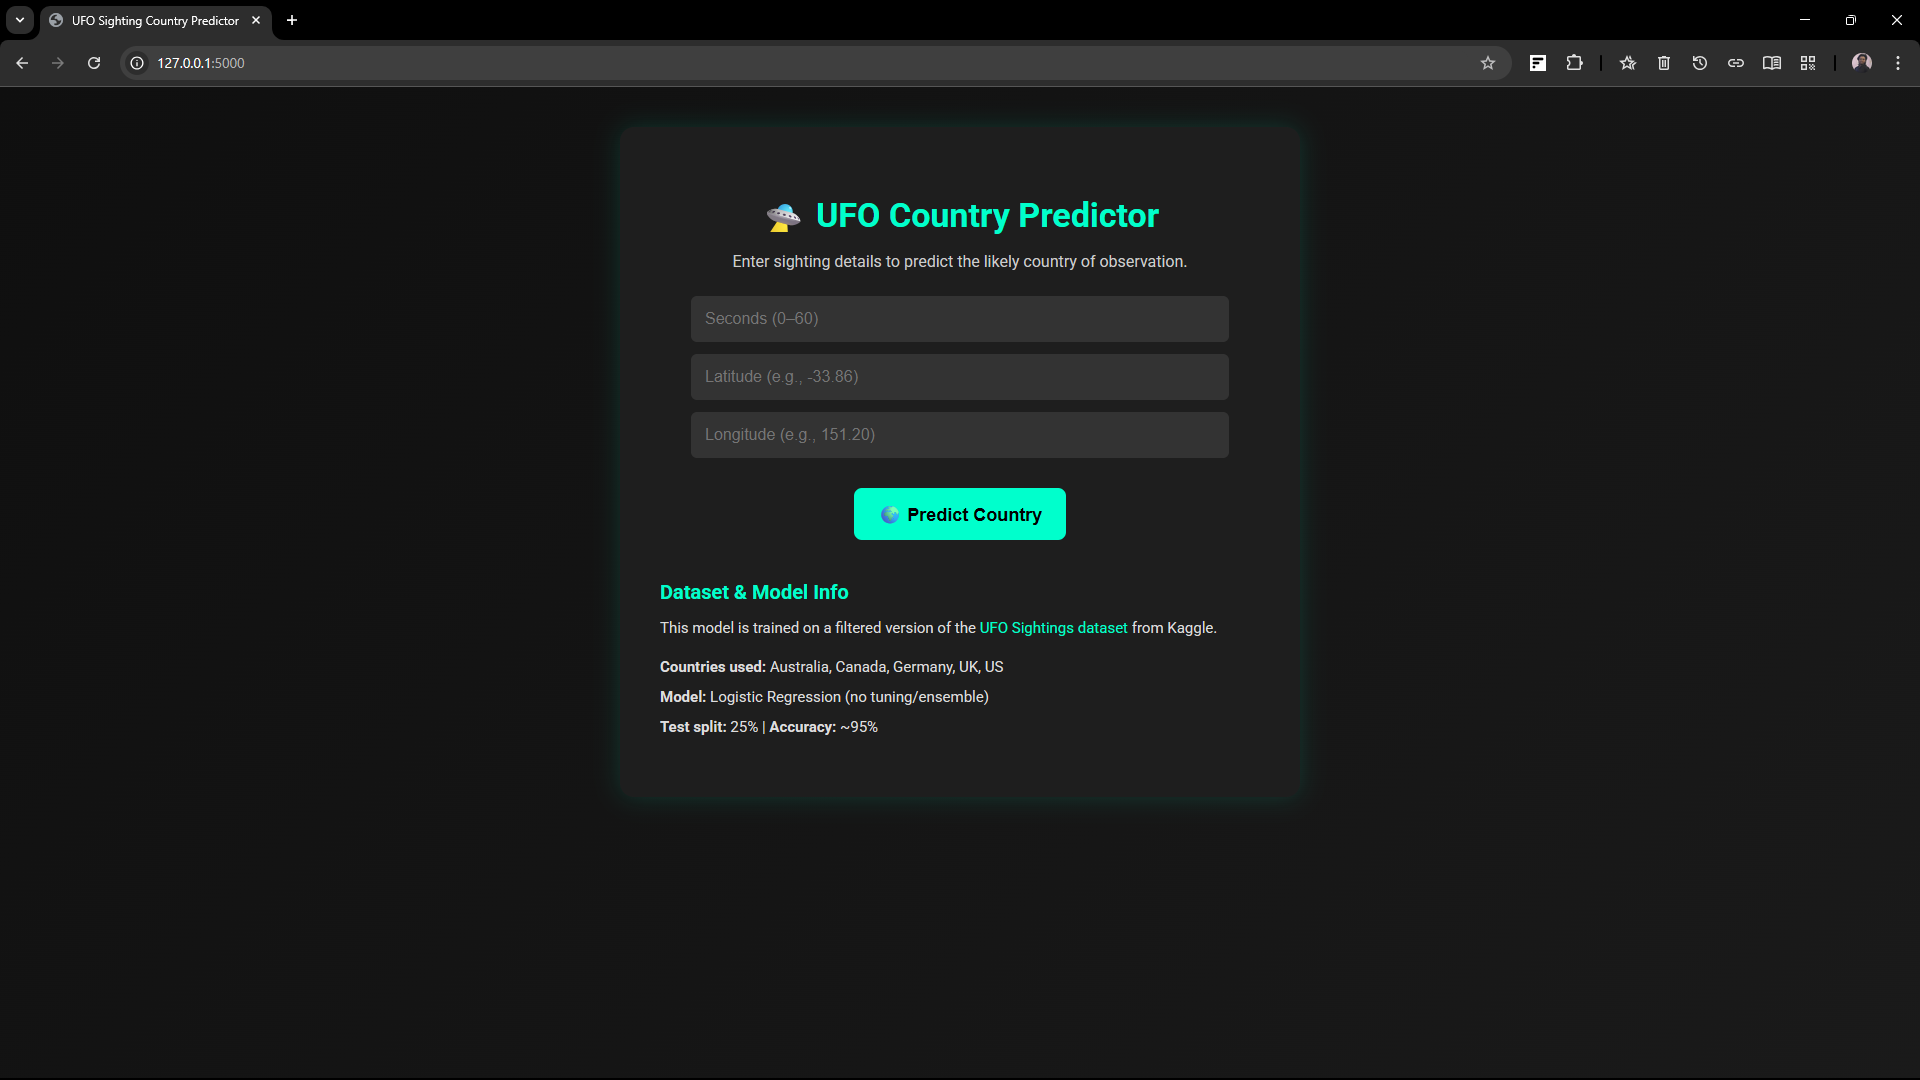 UFO Sighting Country Predictor
127.0.0.1:5000
UFO Country Predictor
Enter sighting details to predict the likely country of observation.
Seconds (0–60)
Latitude (e.g., -33.86)
Longitude (e.g., 151.20)
Predict Country
Dataset & Model Info
This model is trained on a filtered version of the UFO Sightings dataset from Kaggle.
Countries used: Australia, Canada, Germany, UK, US
Model: Logistic Regression (no tuning/ensemble)
Test split: 25% | Accuracy: ~95%